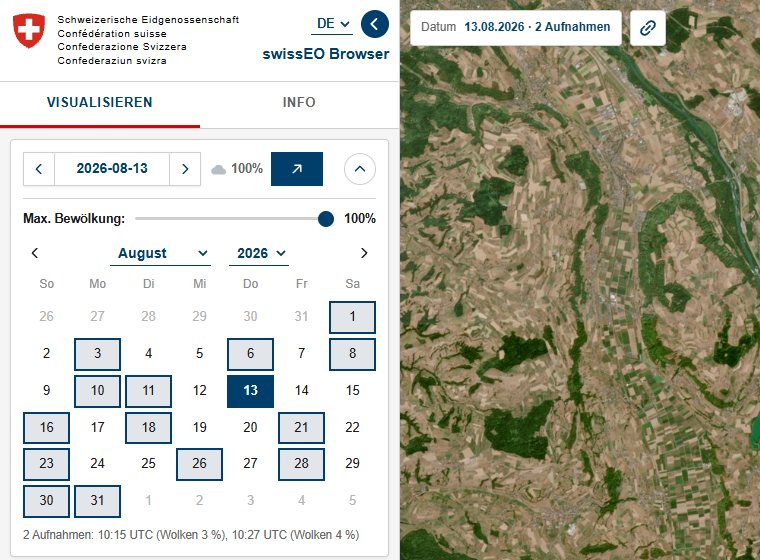 Schweizerische Eidgenossenschaft
Confédération suisse
Confederazione Svizzera
Confederaziun svizra
DE
swissEO Browser
VISUALISIEREN INFO
2026-08-13 100%
Max. Bewölkung: 100%
August 2026
So Mo Di Mi Do Fr Sa
26 27 28 29 30 31 1
2 3 4 5 6 7 8
9 10 11 12 13 14 15
16 17 18 19 20 21 22
23 24 25 26 27 28 29
30 31 1 2 3 4 5
2 Aufnahmen: 10:15 UTC (Wolken 3 %), 10:27 UTC (Wolken 4 %)
Datum 13.08.2026 · 2 Aufnahmen